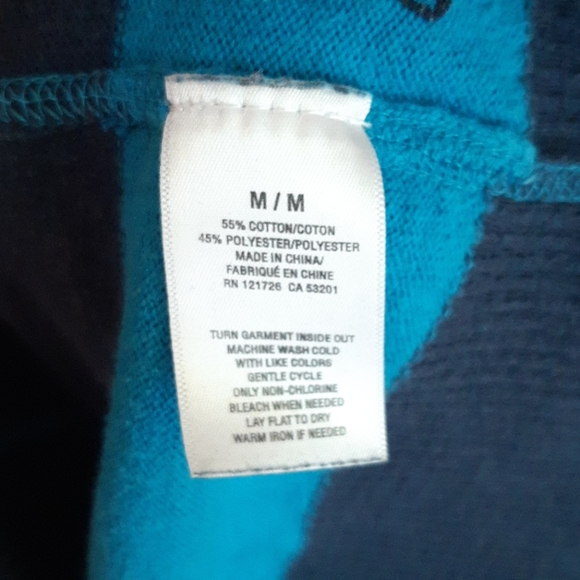 M / M
55% COTTON/COTON
45% POLYESTER/POLYESTER
MADE IN CHINA/
FABRIQUÉ EN CHINE
RN 121726 CA 53201
TURN GARMENT INSIDE OUT
MACHINE WASH COLD
WITH LIKE COLORS
GENTLE CYCLE
ONLY NON-CHLORINE
BLEACH WHEN NEEDED
LAY FLAT TO DRY
WARM IRON IF NEEDED